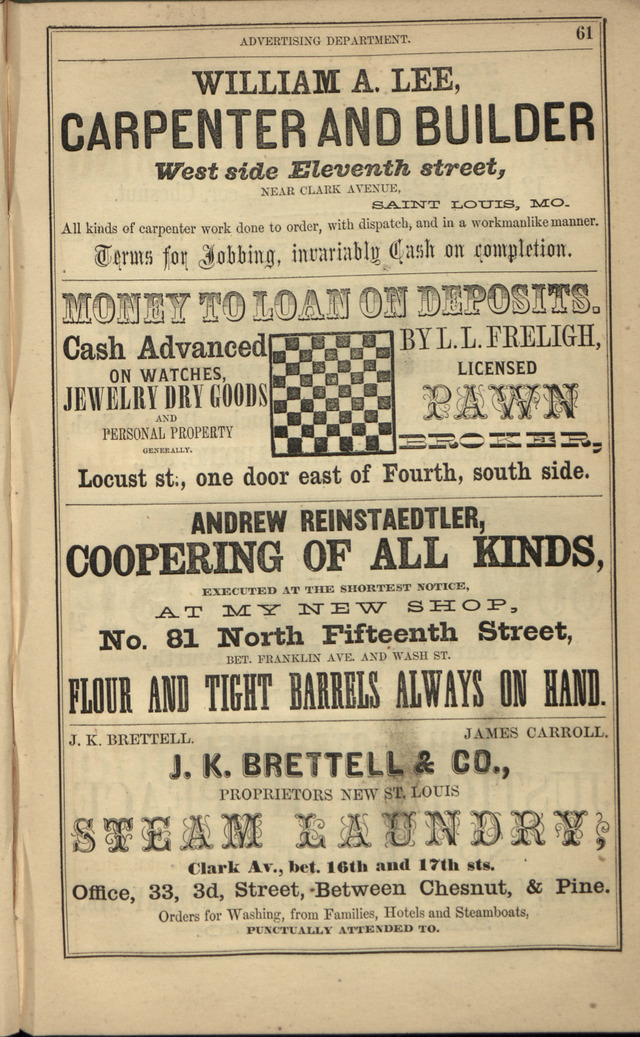 ADVERTISING DEPARTMENT. 61
WILLIAM A. LEE,
CARPENTER AND BUILDER
West side Eleventh street,
NEAR CLARK AVENUE,
SAINT LOUIS, MO.
All kinds of carpenter work done to order, with dispatch, and in a workmanlike manner.
Terms for Jobbing, invariably Cash on completion.
MONEY TO LOAN ON DEPOSITS.
Cash Advanced
ON WATCHES,
JEWELRY DRY GOODS
AND
PERSONAL PROPERTY
GENERALLY.
BY L. L. FRELIGH,
LICENSED
PAWN
BROKER,
Locust st., one door east of Fourth, south side.
ANDREW REINSTAEDTLER,
COOPERING OF ALL KINDS,
EXECUTED AT THE SHORTEST NOTICE,
AT MY NEW SHOP,
No. 81 North Fifteenth Street,
BET. FRANKLIN AVE. AND WASH ST.
FLOUR AND TIGHT BARRELS ALWAYS ON HAND.
J. K. BRETTELL. JAMES CARROLL.
J. K. BRETTELL & CO.,
PROPRIETORS NEW ST. LOUIS
STEAM LAUNDRY,
Clark Av., bet. 16th and 17th sts.
Office, 33, 3d, Street, Between Chesnut, & Pine.
Orders for Washing, from Families, Hotels and Steamboats,
PUNCTUALLY ATTENDED TO.